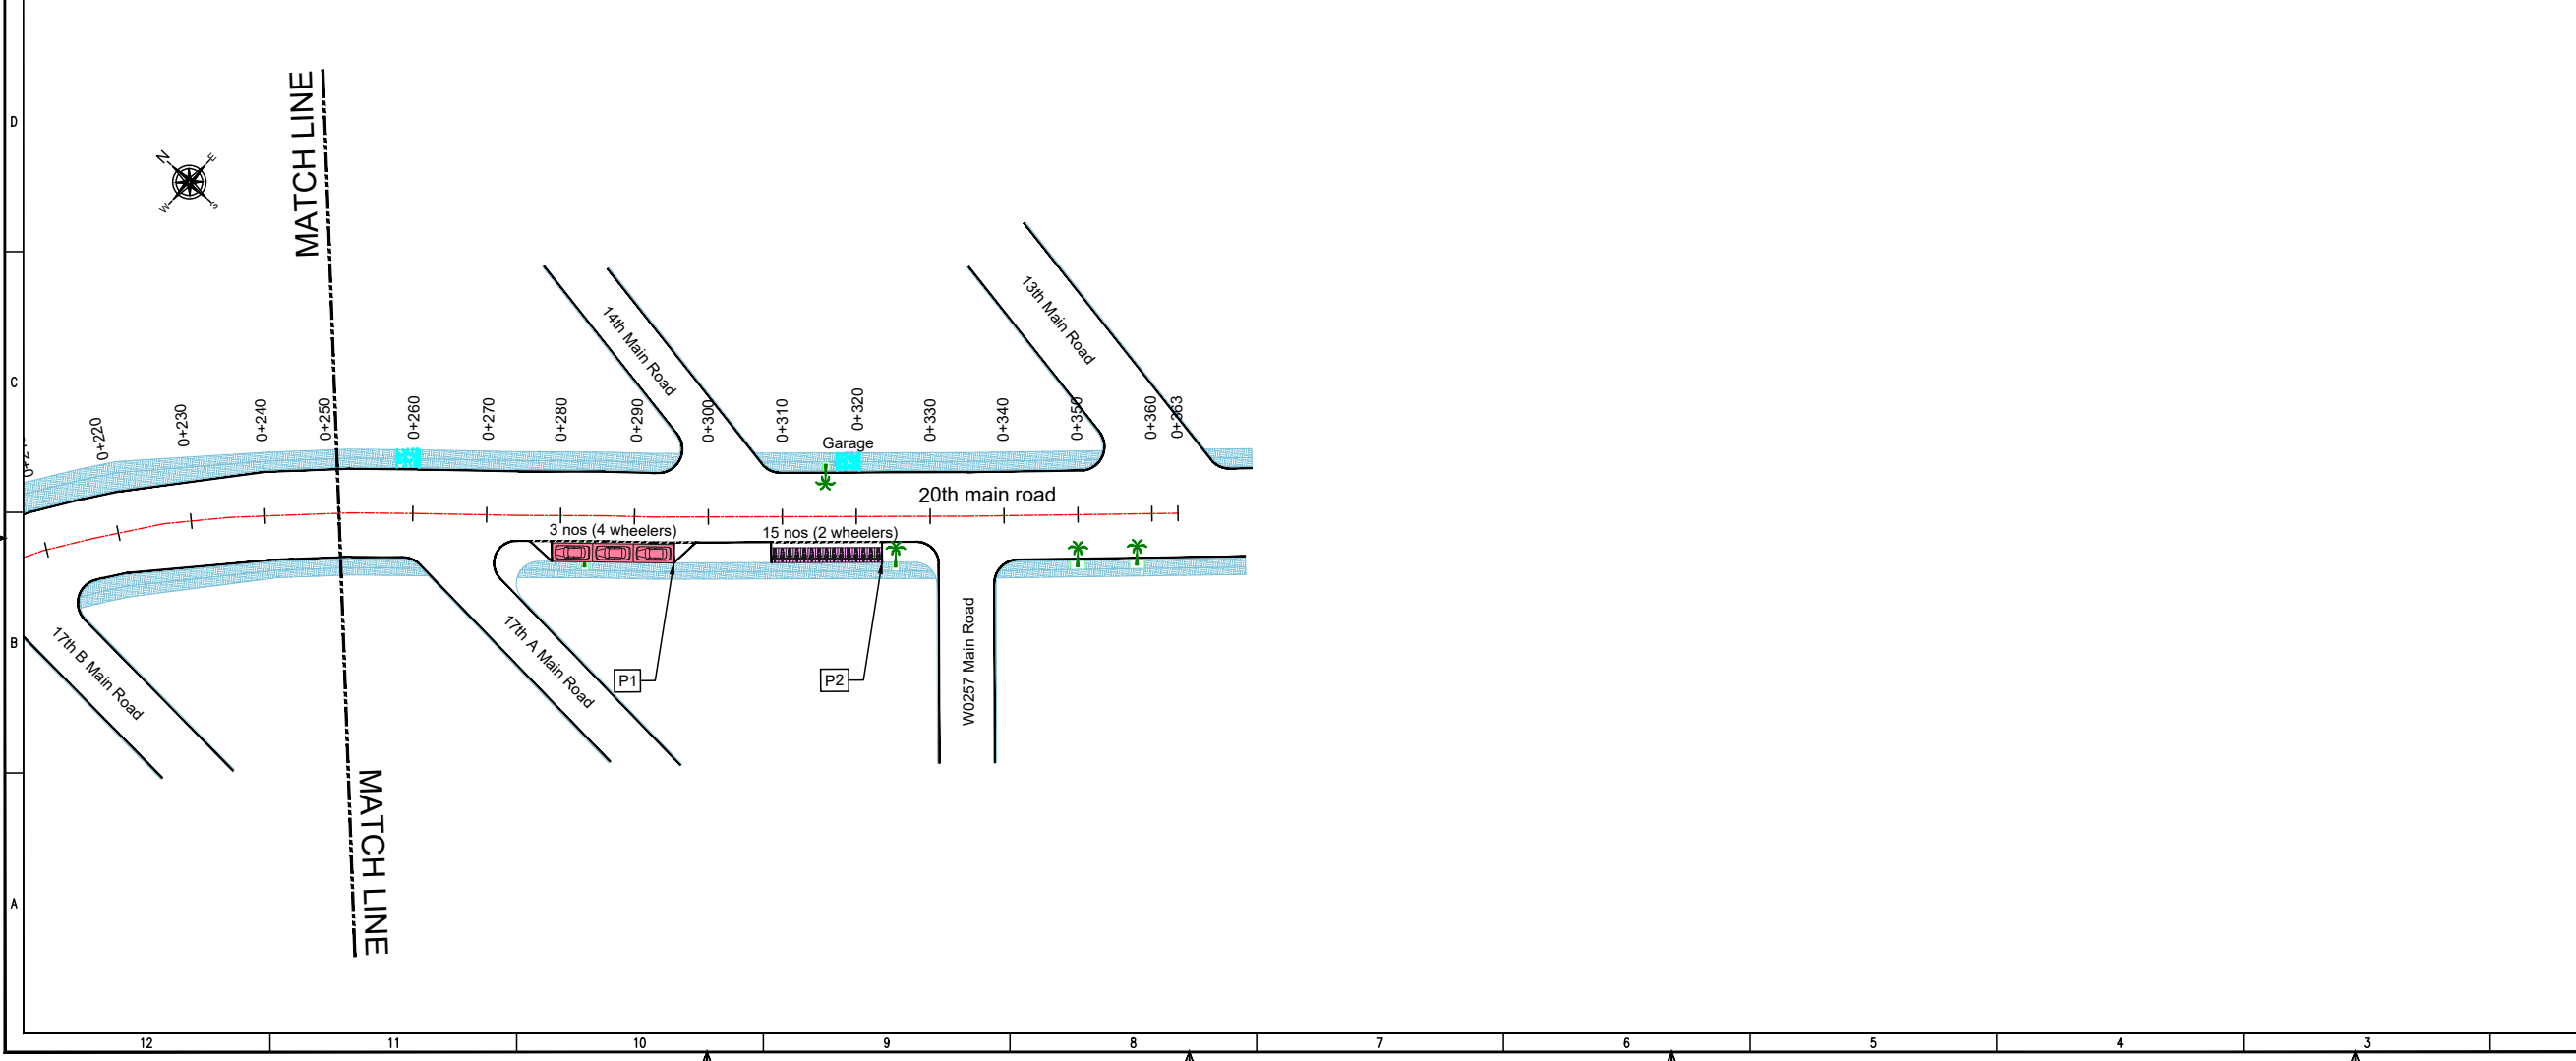 D
MATCH LINE
N
E
W
S
13th Main Road
14th Main Road
C
0+220
0+230
0+240
0+250
0+260
0+270
0+280
0+290
0+300
0+310
0+320
0+330
0+340
0+350
0+360
0+363
Garage
20th main road
3 nos (4 wheelers)
15 nos (2 wheelers)
B
17th B Main Road
17th A Main Road
P1
P2
W0257 Main Road
MATCH LINE
A
12
11
10
9
8
7
6
5
4
3